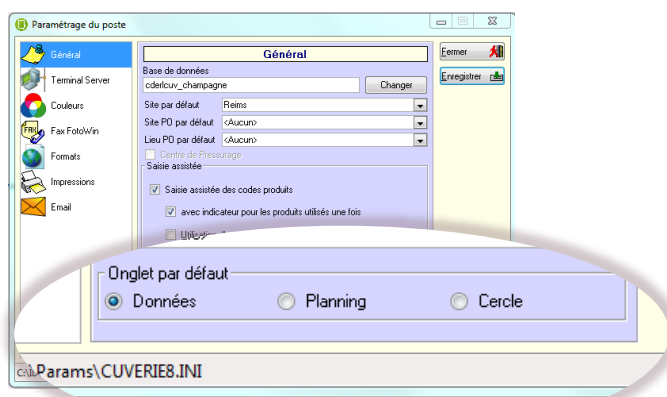 Paramétrage du poste
Général
Terminal Server
Couleurs
Fax FotoWin
Formats
Impressions
Email
Général
Base de données
cderlcuv_champagne
Changer
Site par défaut
Reims
Site PO par défaut
<Aucun>
Lieu PO par défaut
<Aucun>
Centre de Pressurage
Saisie assistée
Saisie assistée des codes produits
avec indicateur pour les produits utilisés une fois
Fermer
Enregistrer
Onglet par défaut
Données
Planning
Cercle
Params\CUVERIE8.INI